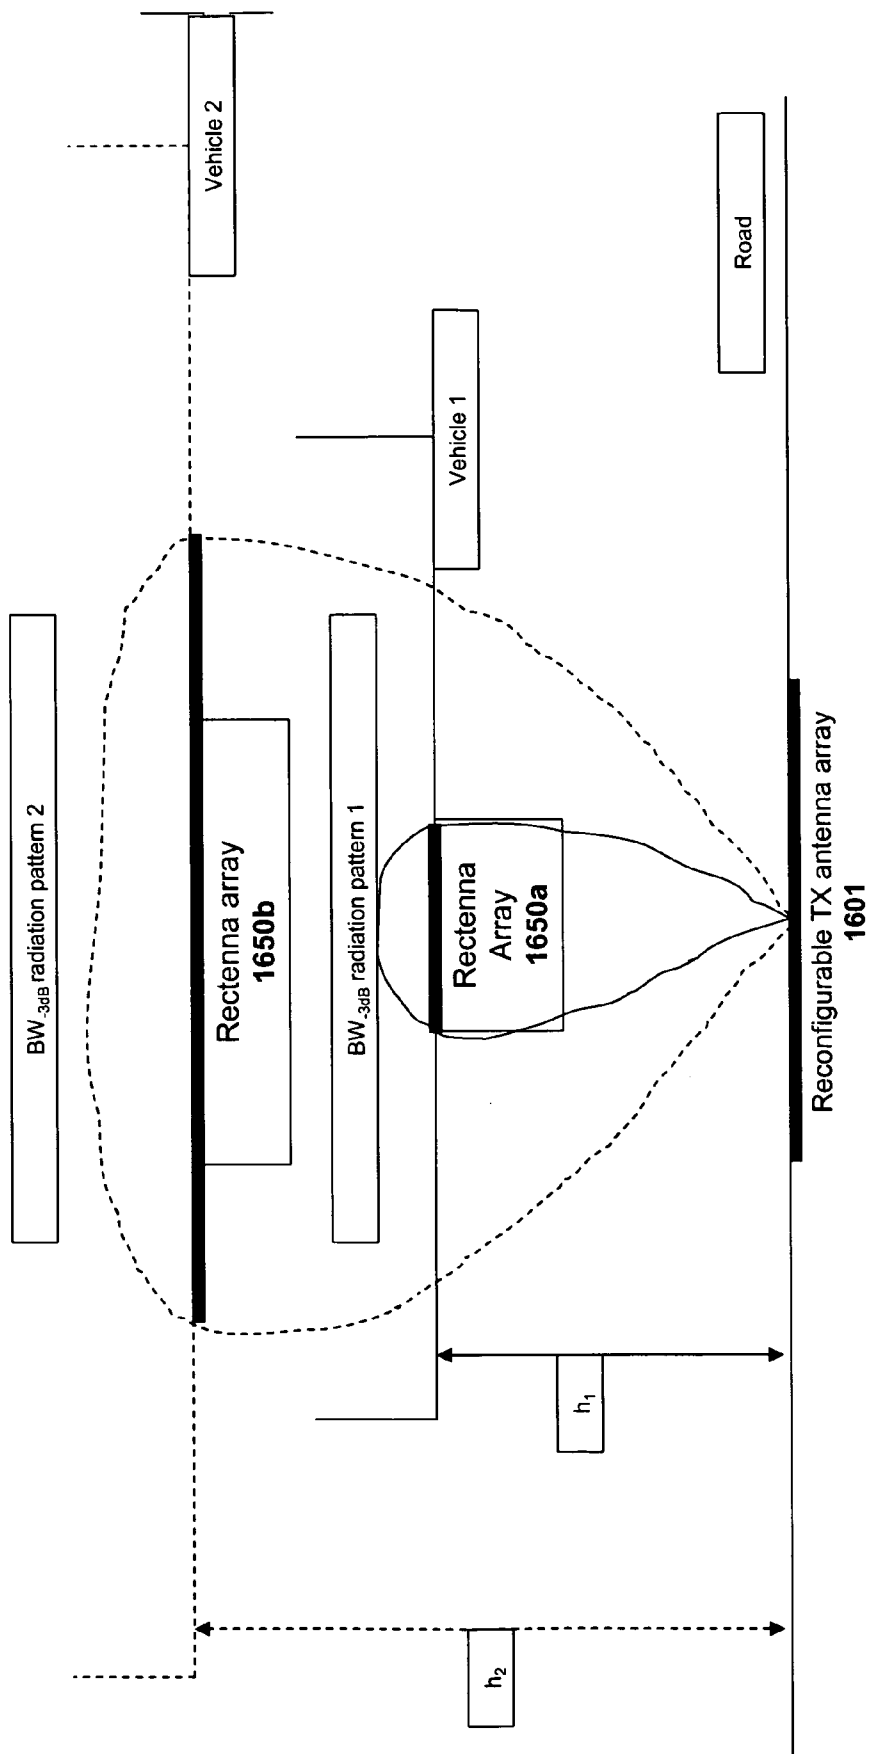 BW-3dB radiation pattern 2
Vehicle 2
Rectenna array
1650b
BW-3dB radiation pattern 1
Vehicle 1
Rectenna
Array
1650a
h1
h2
Road
Reconfigurable TX antenna array
1601